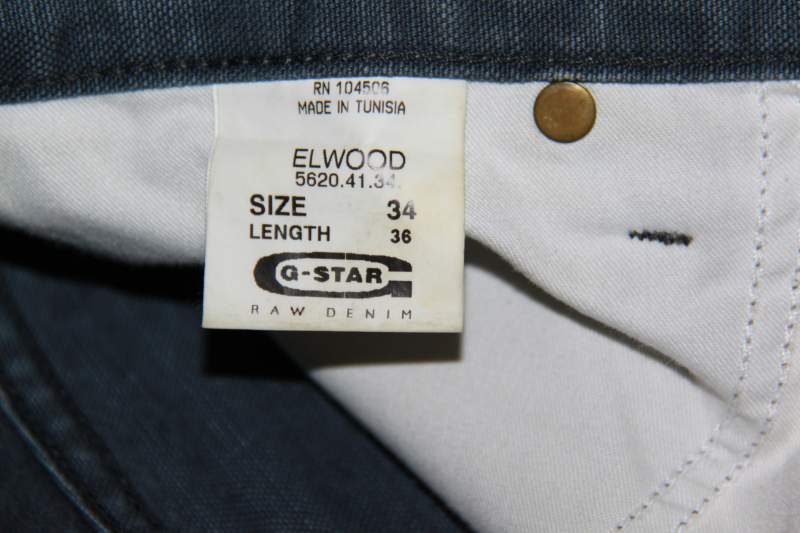 RN 104506
MADE IN TUNISIA
ELWOOD
5620.41.34.
SIZE 34
LENGTH 36
G-STAR
RAW DENIM